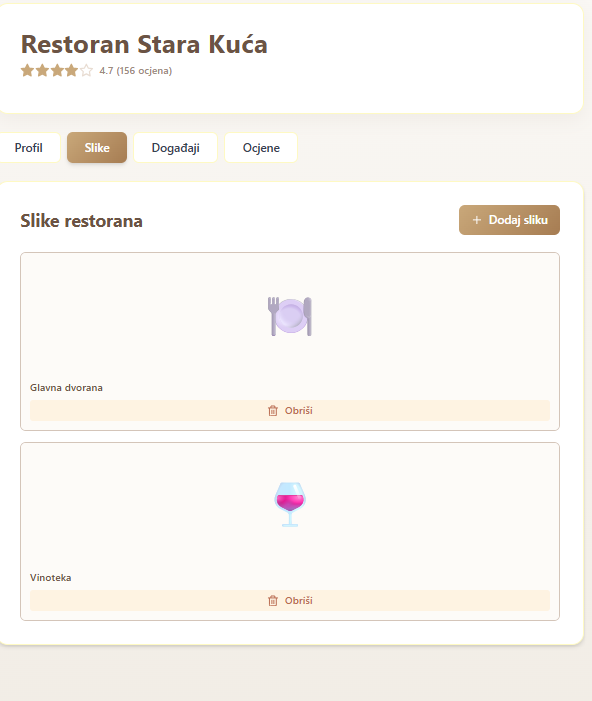 Restoran Stara Kuća
4.7 (156 ocjena)
Profil
Slike
Događaji
Ocjene
Slike restorana
+ Dodaj sliku
Glavna dvorana
Obriši
Vinoteka
Obriši